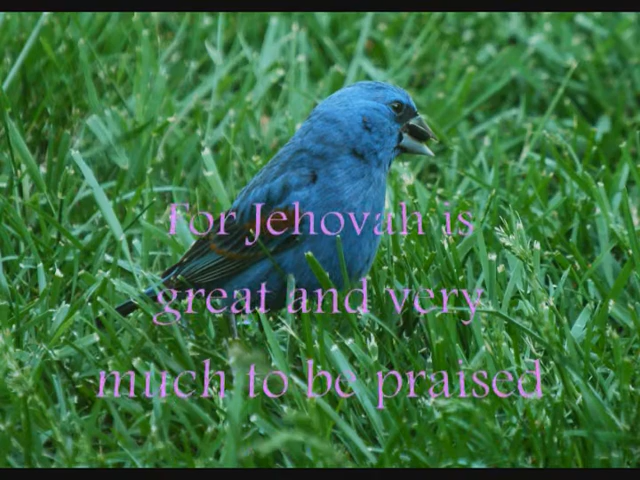 For Jehovah is
great and very
much to be praised